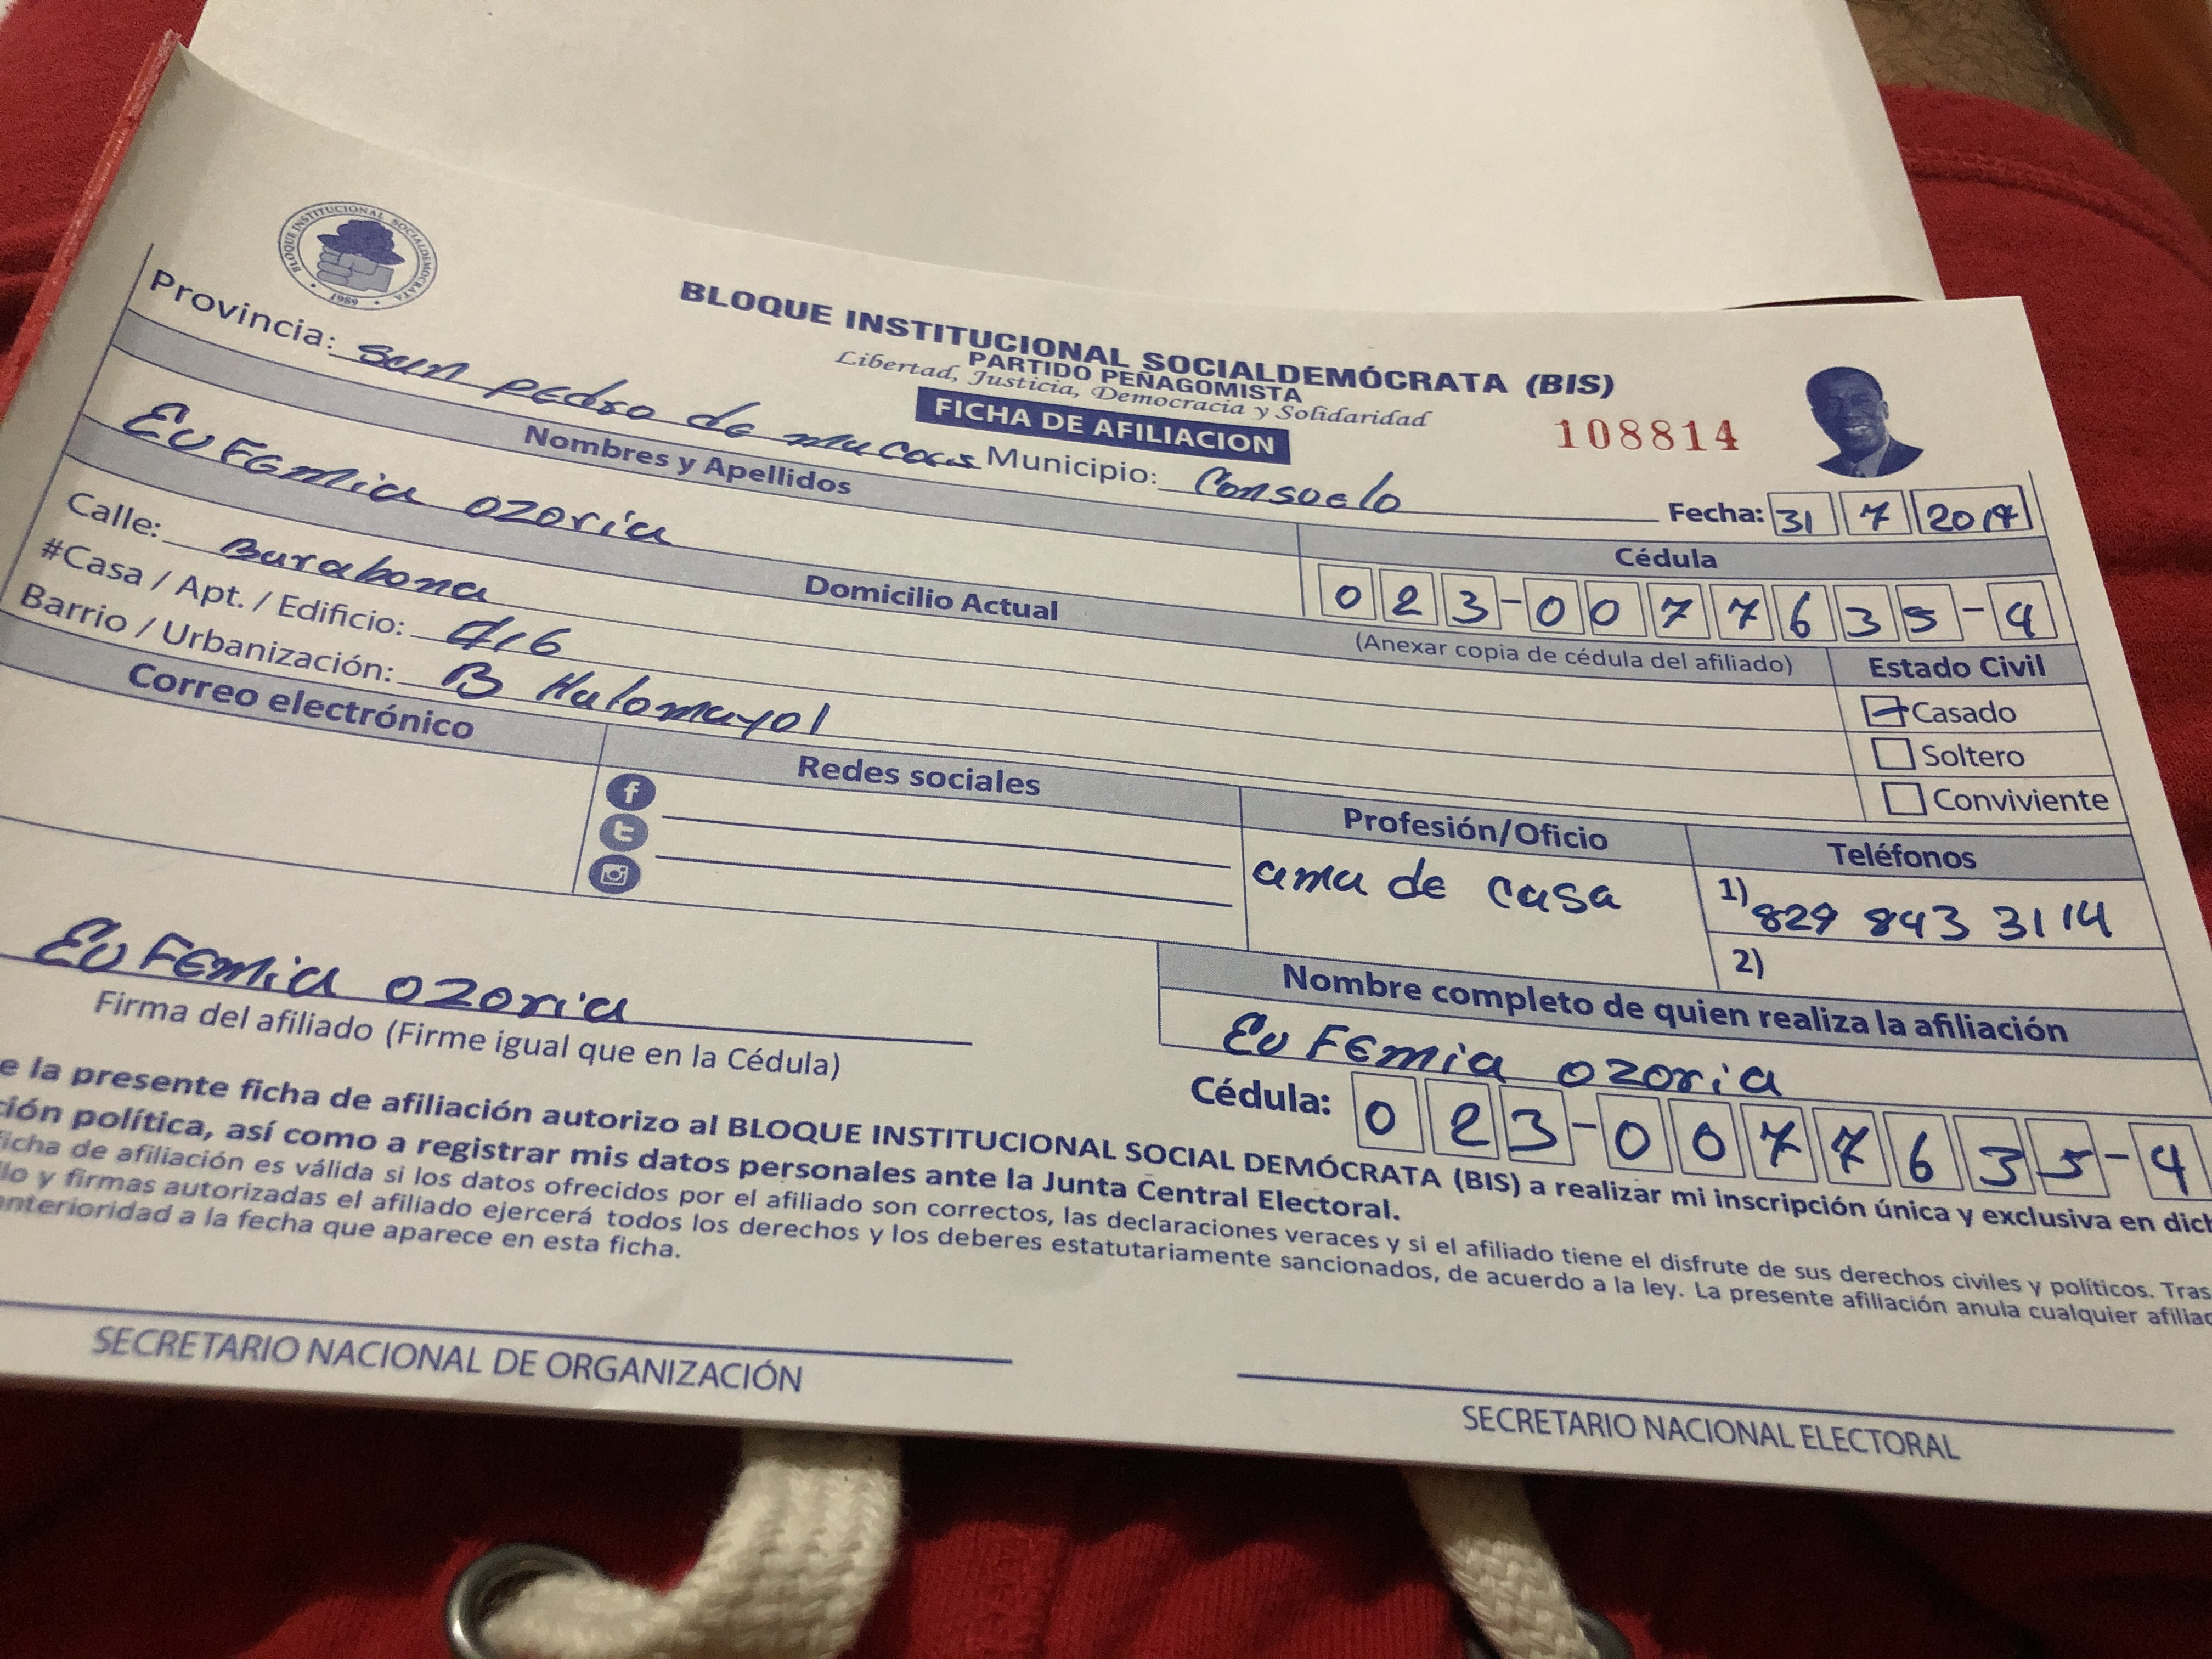 BLOQUE INSTITUCIONAL SOCIALDEMOCRATA
1989
BLOQUE INSTITUCIONAL SOCIALDEMÓCRATA (BIS)
PARTIDO PEÑAGOMISTA
Libertad, Justicia, Democracia y Solidaridad
FICHA DE AFILIACION
108814
Provincia: San pedro de macoris Municipio: Consuelo Fecha: 31 7 2017
Nombres y Apellidos Cédula
EuFemia ozoria 023-0077635-4
(Anexar copia de cédula del afiliado)
Domicilio Actual Estado Civil
Calle: Barahona Casado
#Casa / Apt. / Edificio: #16 Soltero
Barrio / Urbanización: B Halomayol Conviviente
Correo electrónico Redes sociales Profesión/Oficio Teléfonos
ama de casa 1) 829 843 3114
2)
EuFemia ozoria
Firma del afiliado (Firme igual que en la Cédula)
Nombre completo de quien realiza la afiliación
EuFemia ozoria
Cédula: 023-0077635-4
e la presente ficha de afiliación autorizo al BLOQUE INSTITUCIONAL SOCIAL DEMÓCRATA (BIS) a realizar mi inscripción única y exclusiva en dich
ción política, así como a registrar mis datos personales ante la Junta Central Electoral.
ficha de afiliación es válida si los datos ofrecidos por el afiliado son correctos, las declaraciones veraces y si el afiliado tiene el disfrute de sus derechos civiles y políticos. Tras
llo y firmas autorizadas el afiliado ejercerá todos los derechos y los deberes estatutariamente sancionados, de acuerdo a la ley. La presente afiliación anula cualquier afiliac
anterioridad a la fecha que aparece en esta ficha.
SECRETARIO NACIONAL DE ORGANIZACIÓN
SECRETARIO NACIONAL ELECTORAL